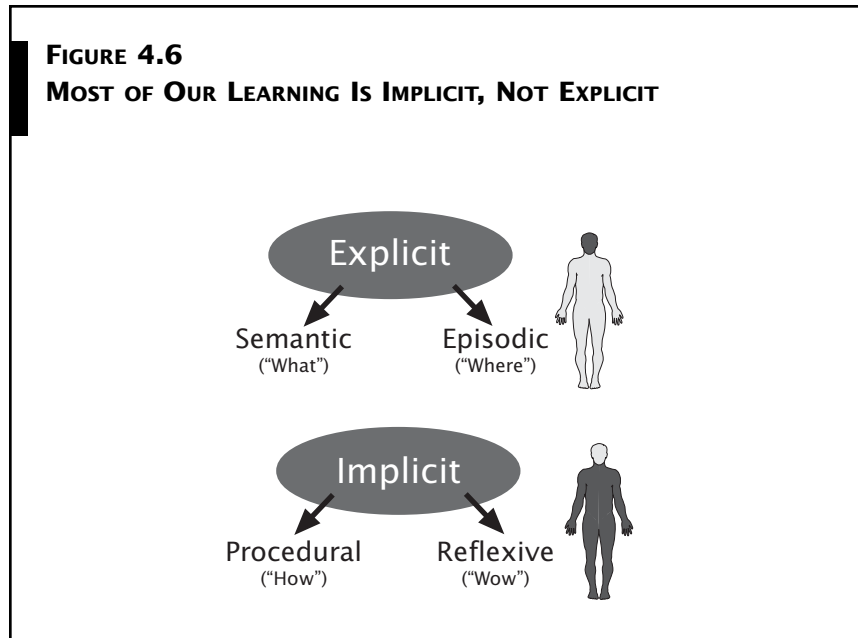 FIGURE 4.6
MOST OF OUR LEARNING IS IMPLICIT, NOT EXPLICIT
Explicit
Semantic
(“What”)
Episodic
(“Where”)
Implicit
Procedural
(“How”)
Reflexive
(“Wow”)